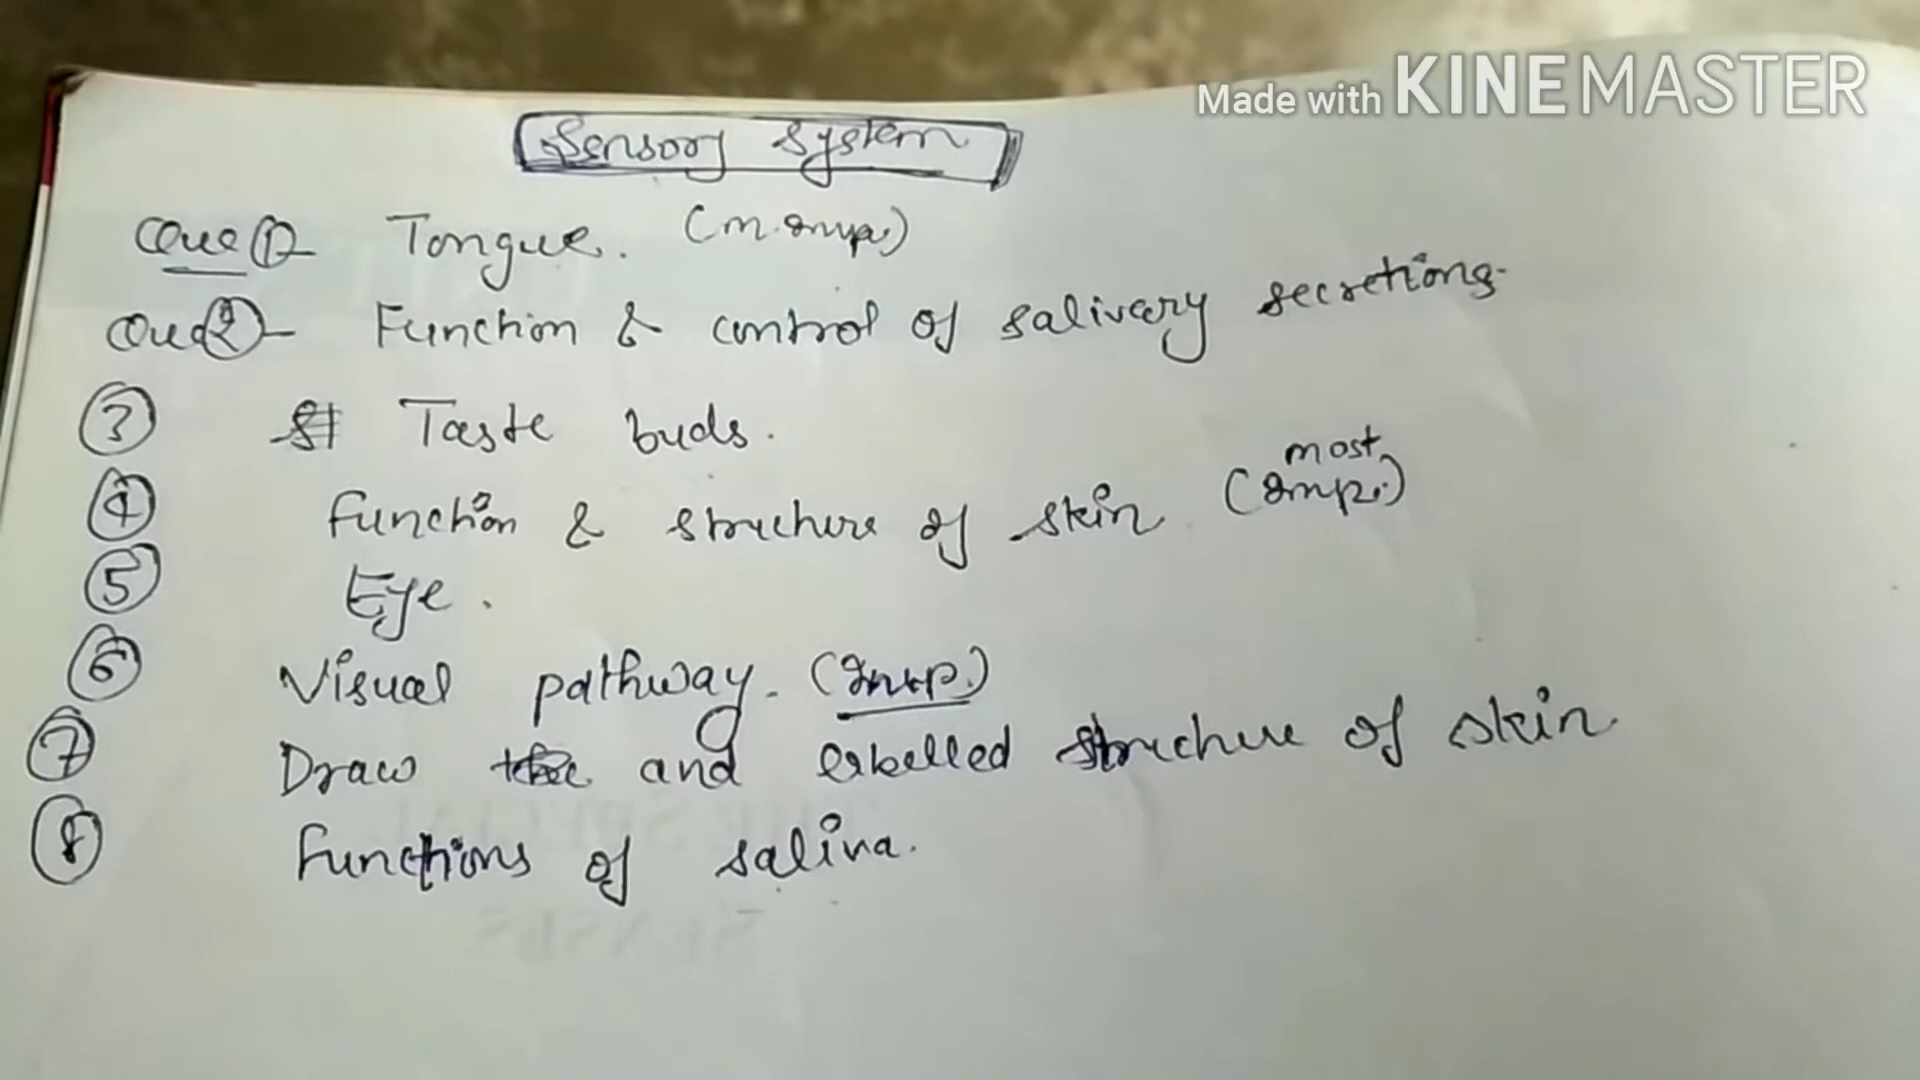 Made with KINEMASTER
Sensory System
Que ① Tongue. (m. Imp.)
Que ② - Function & control of salivary secretions.
③ Taste buds.
④ Function & structure of skin. (most Imp.)
⑤ Eye.
⑥ Visual pathway. (Imp.)
⑦ Draw and labelled structure of skin
⑧ Functions of saliva.
SENSES